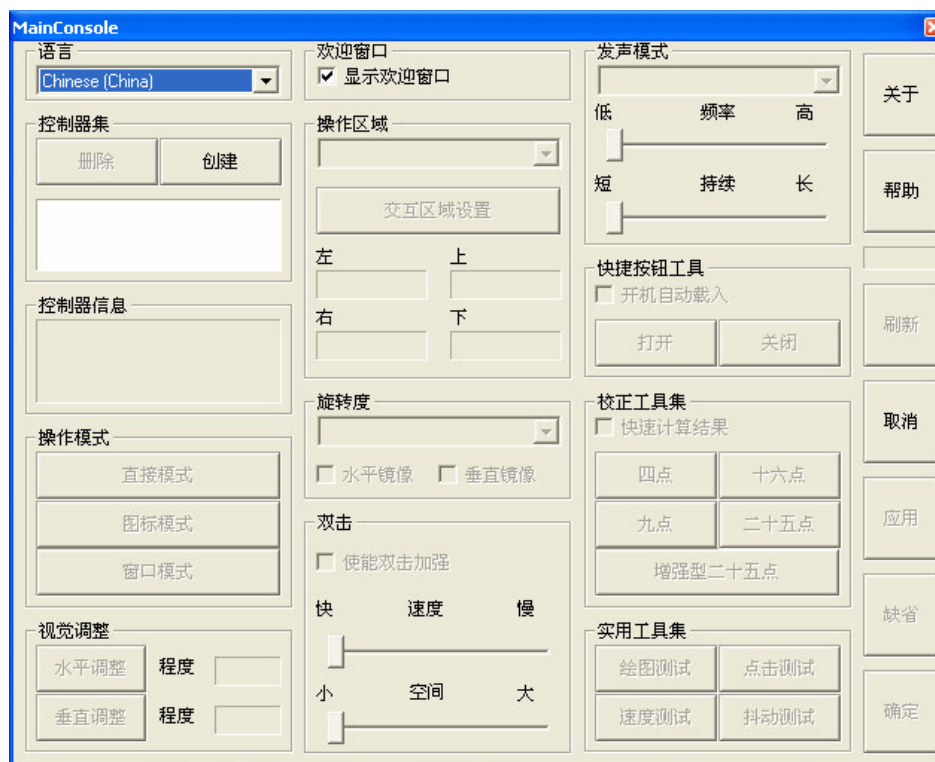 MainConsole
语言
Chinese (China)
控制器集
删除 创建
控制器信息
操作模式
直接模式
图标模式
窗口模式
视觉调整
水平调整 程度
垂直调整 程度
欢迎窗口
显示欢迎窗口
操作区域
交互区域设置
左 上
右 下
旋转度
水平镜像 垂直镜像
双击
使能双击加强
快 速度 慢
小 空间 大
发声模式
低 频率 高
短 持续 长
快捷按钮工具
开机自动载入
打开 关闭
校正工具集
快速计算结果
四点 十六点
九点 二十五点
增强型二十五点
实用工具集
绘图测试 点击测试
速度测试 抖动测试
关于
帮助
刷新
取消
应用
缺省
确定